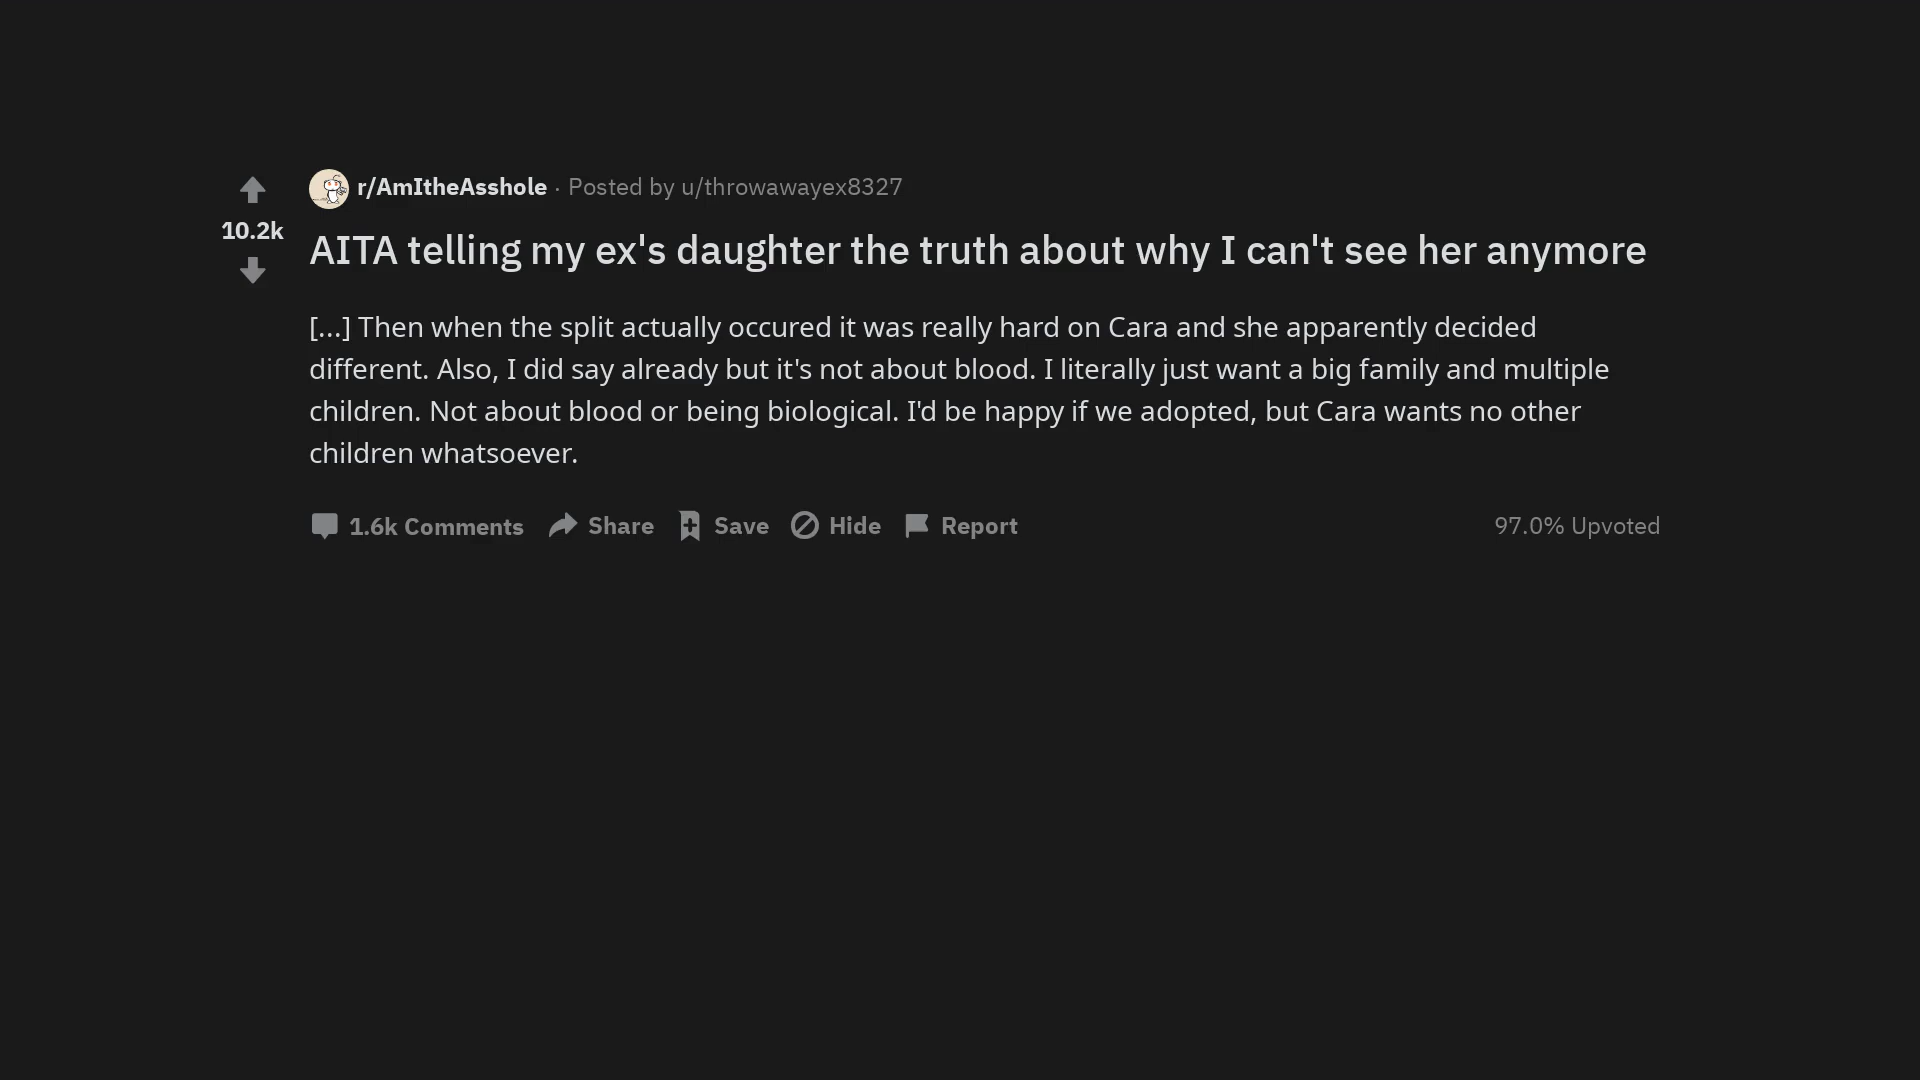 r/AmItheAsshole · Posted by u/throwawayex8327
10.2k
AITA telling my ex's daughter the truth about why I can't see her anymore
[...] Then when the split actually occured it was really hard on Cara and she apparently decided
different. Also, I did say already but it's not about blood. I literally just want a big family and multiple
children. Not about blood or being biological. I'd be happy if we adopted, but Cara wants no other
children whatsoever.
1.6k Comments Share Save Hide Report 97.0% Upvoted